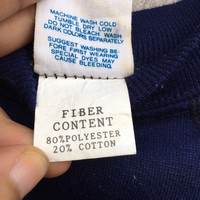 MACHINE WASH COLD
TUMBLE DRY LOW
DO NOT BLEACH. WASH
DARK COLORS SEPARATELY
SUGGEST WASHING BE-
FORE FIRST WEARING
SPECIAL DYES MAY
CAUSE BLEEDING
FIBER
CONTENT
80% POLYESTER
20% COTTON